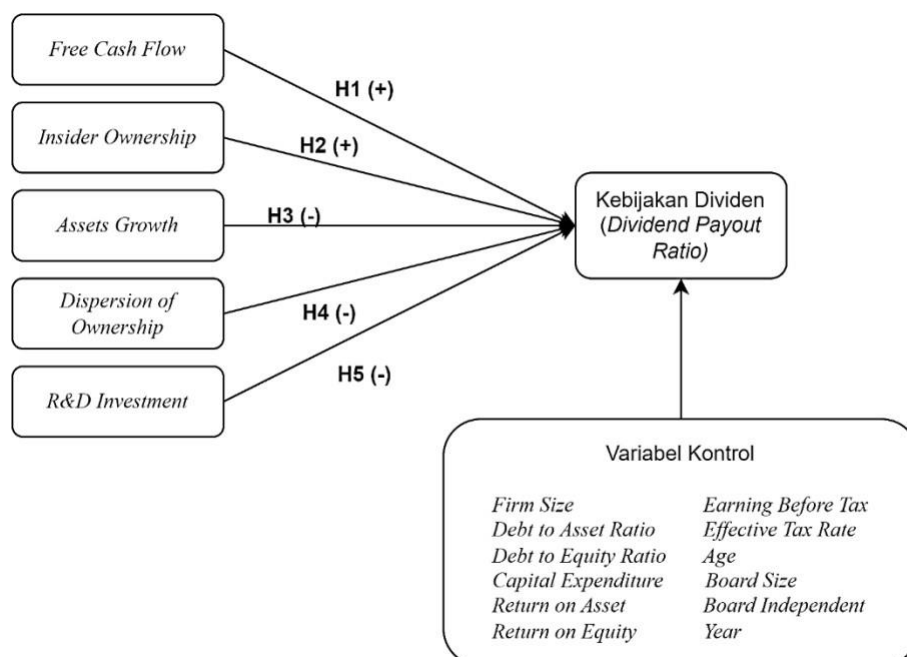 Free Cash Flow
H1 (+)
Insider Ownership
H2 (+)
Assets Growth
H3 (-)
Dispersion of
Ownership
H4 (-)
R&D Investment
H5 (-)
Kebijakan Dividen
(Dividend Payout
Ratio)
Variabel Kontrol
Firm Size
Debt to Asset Ratio
Debt to Equity Ratio
Capital Expenditure
Return on Asset
Return on Equity
Earning Before Tax
Effective Tax Rate
Age
Board Size
Board Independent
Year